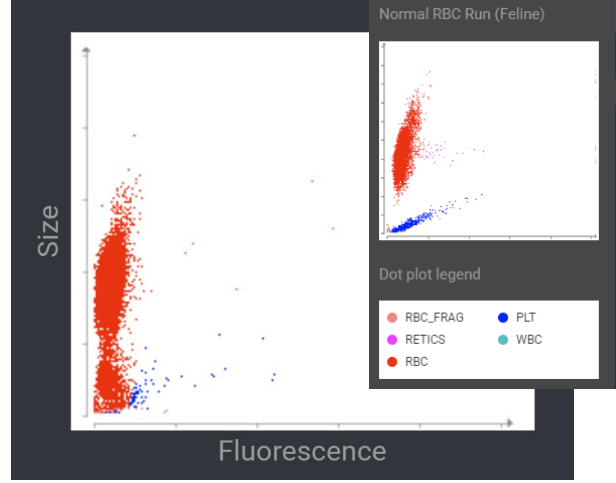 Normal RBC Run (Feline)
Size
Dot plot legend
RBC_FRAG
PLT
RETICS
WBC
RBC
Fluorescence